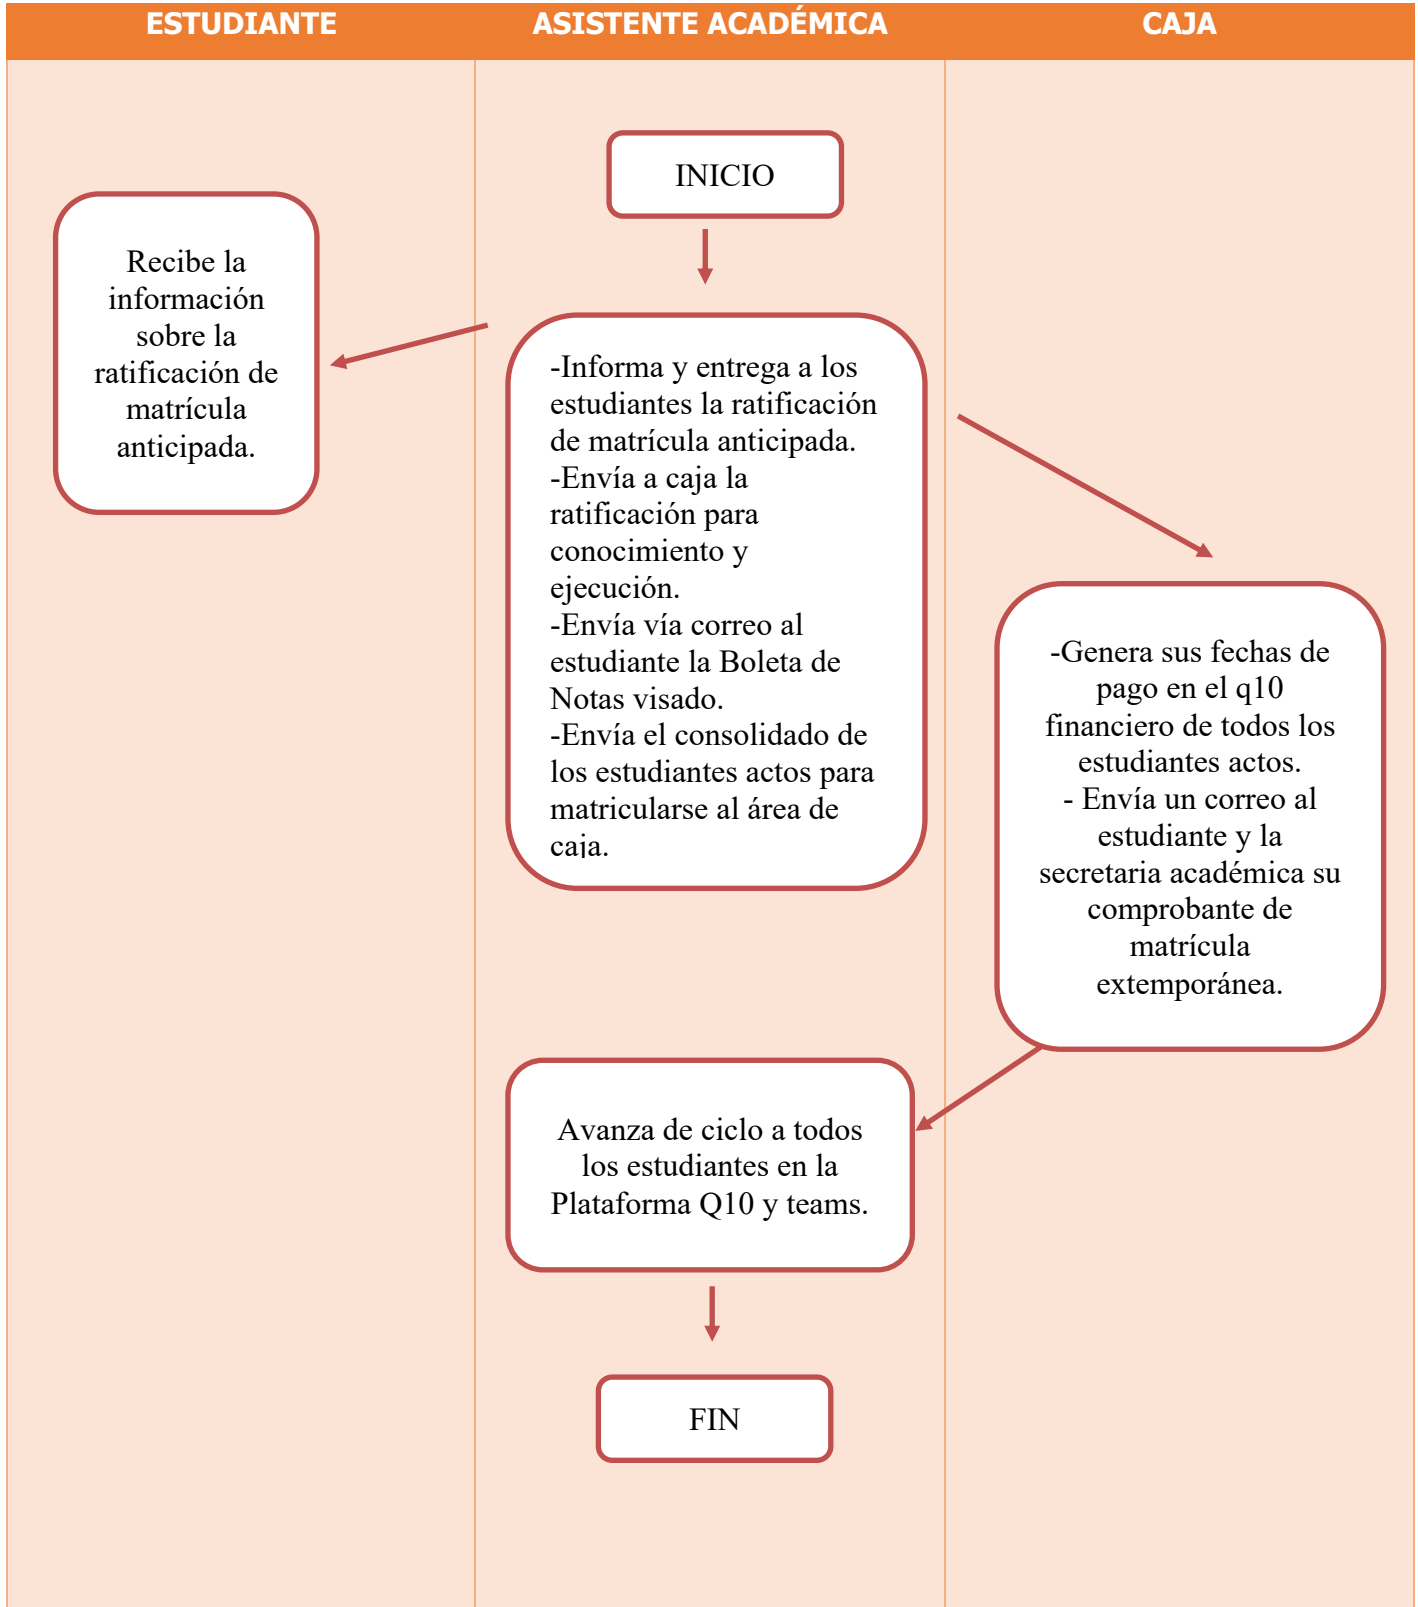 ESTUDIANTE
ASISTENTE ACADÉMICA
CAJA
INICIO
Recibe la
información
sobre la
ratificación de
matrícula
anticipada.
-Informa y entrega a los
estudiantes la ratificación
de matrícula anticipada.
-Envía a caja la
ratificación para
conocimiento y
ejecución.
-Envía vía correo al
estudiante la Boleta de
Notas visado.
-Envía el consolidado de
los estudiantes actos para
matricularse al área de
caja.
-Genera sus fechas de
pago en el q10
financiero de todos los
estudiantes actos.
- Envía un correo al
estudiante y la
secretaria académica su
comprobante de
matrícula
extemporánea.
Avanza de ciclo a todos
los estudiantes en la
Plataforma Q10 y teams.
FIN